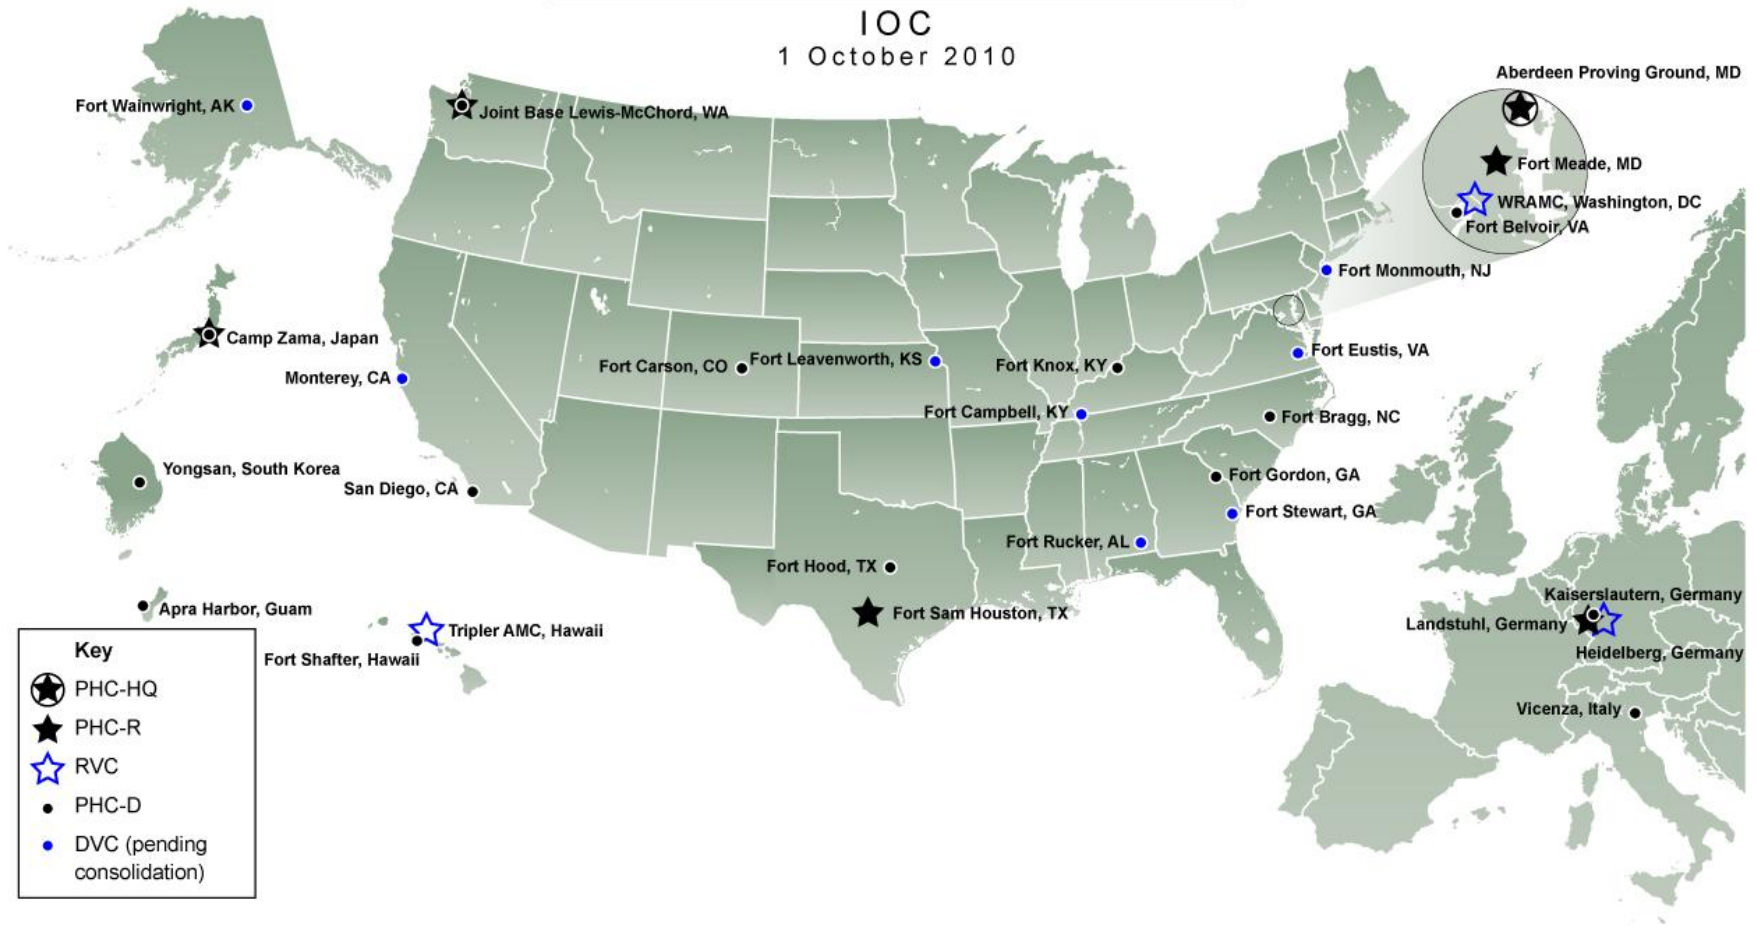 IOC
1 October 2010
Aberdeen Proving Ground, MD
Fort Wainwright, AK
Joint Base Lewis-McChord, WA
Fort Meade, MD
WRAMC, Washington, DC
Fort Belvoir, VA
Fort Monmouth, NJ
Camp Zama, Japan
Fort Eustis, VA
Fort Carson, CO
Fort Leavenworth, KS
Fort Knox, KY
Monterey, CA
Fort Campbell, KY
Fort Bragg, NC
Yongsan, South Korea
San Diego, CA
Fort Gordon, GA
Fort Stewart, GA
Fort Rucker, AL
Fort Hood, TX
Kaiserslautern, Germany
Apra Harbor, Guam
Fort Sam Houston, TX
Landstuhl, Germany
Tripler AMC, Hawaii
Heidelberg, Germany
Fort Shafter, Hawaii
Vicenza, Italy
Key
PHC-HQ
PHC-R
RVC
PHC-D
DVC (pending
consolidation)